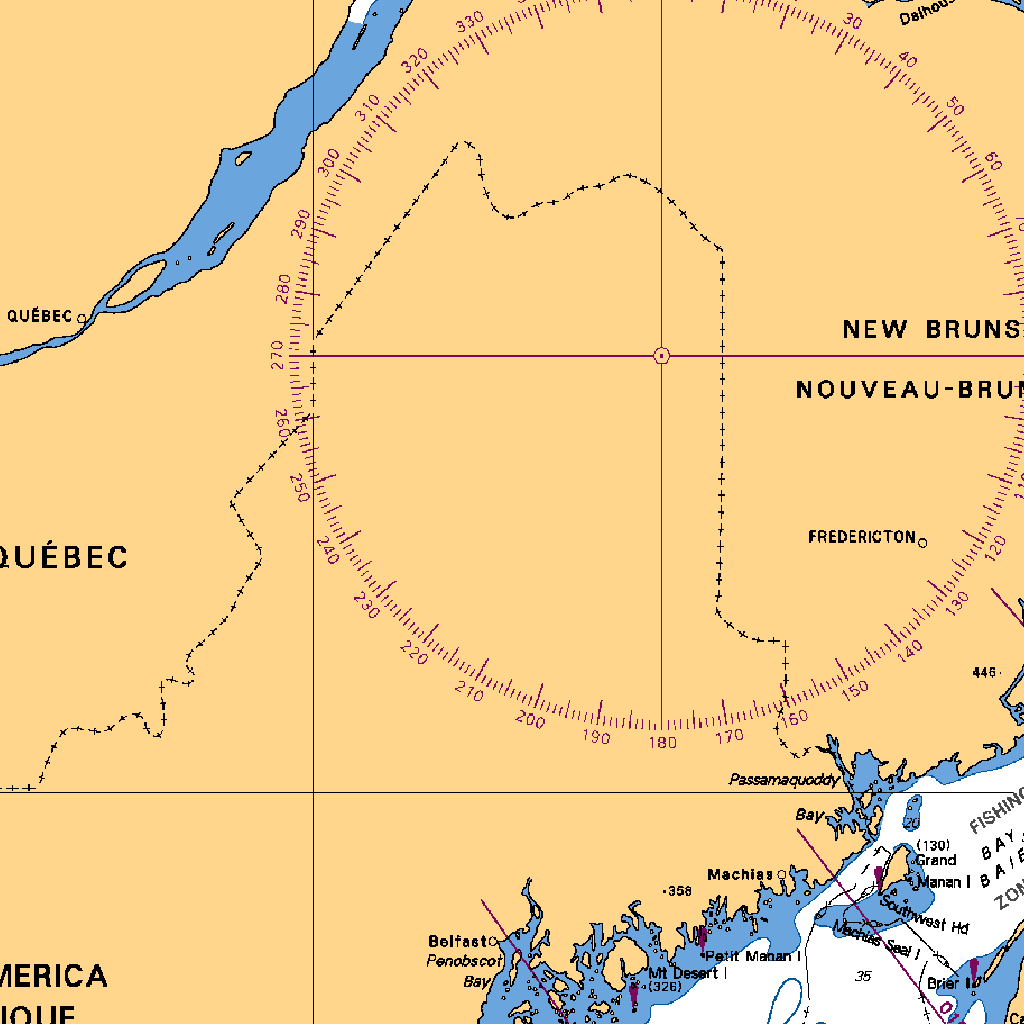 330
30
Dalhous
320
40
310
50
300
60
290
280
QUÉBEC
NEW BRUNS
270
NOUVEAU-BRUN
260
250
240
120
FREDERICTON
QUÉBEC
230
130
220
140
446
210
150
200
160
190
180
170
Passamaquoddy
Bay
FISHING
20
BAY
(130)
Grand
Manan I
BAIE
ZON
Machias
358
Southwest Hd
Machias Seal I
Belfast
Penobscot
Bay
Petit Manan I
Mt Desert I
(326)
35
Brier I
MERICA
IQUE